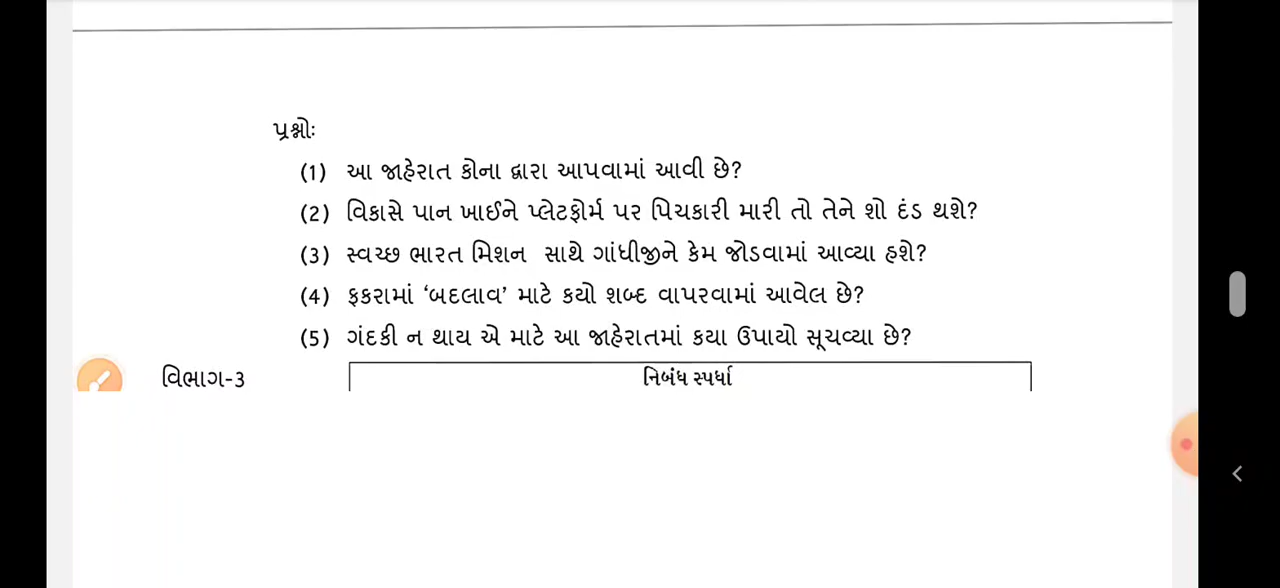 પ્રશ્નોઃ
(1) આ જાહેરાત કોના દ્વારા આપવામાં આવી છે?
(2) વિકાસે પાન ખાઈને પ્લેટફોર્મ પર પિચકારી મારી તો તેને શો દંડ થશે?
(3) સ્વચ્છ ભારત મિશન સાથે ગાંધીજીને કેમ જોડવામાં આવ્યા હશે?
(4) ફકરામાં ‘બદલાવ’ માટે કયો શબ્દ વાપરવામાં આવેલ છે?
(5) ગંદકી ન થાય એ માટે આ જાહેરાતમાં કયા ઉપાયો સૂચવ્યા છે?
વિભાગ-3 નિબંધ સ્પર્ધા